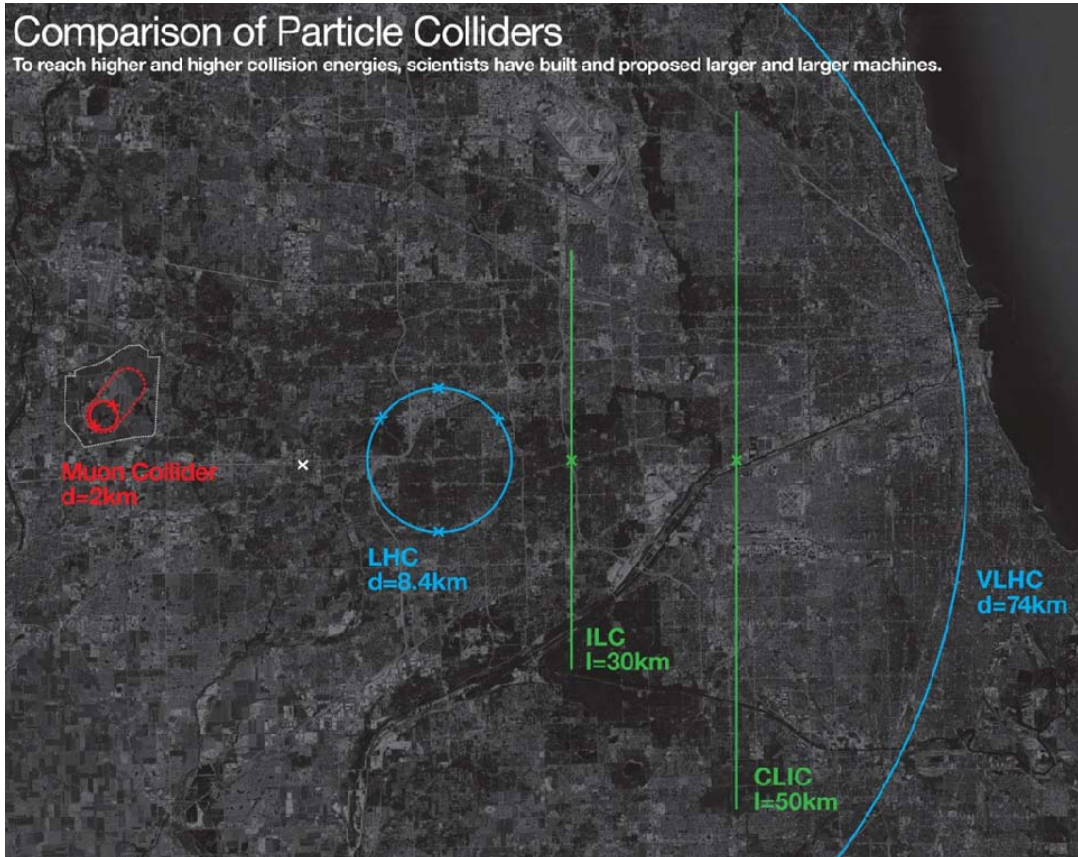 Comparison of Particle Colliders
To reach higher and higher collision energies, scientists have built and proposed larger and larger machines.
Muon Collider
d=2km
LHC
d=8.4km
ILC
l=30km
CLIC
l=50km
VLHC
d=74km